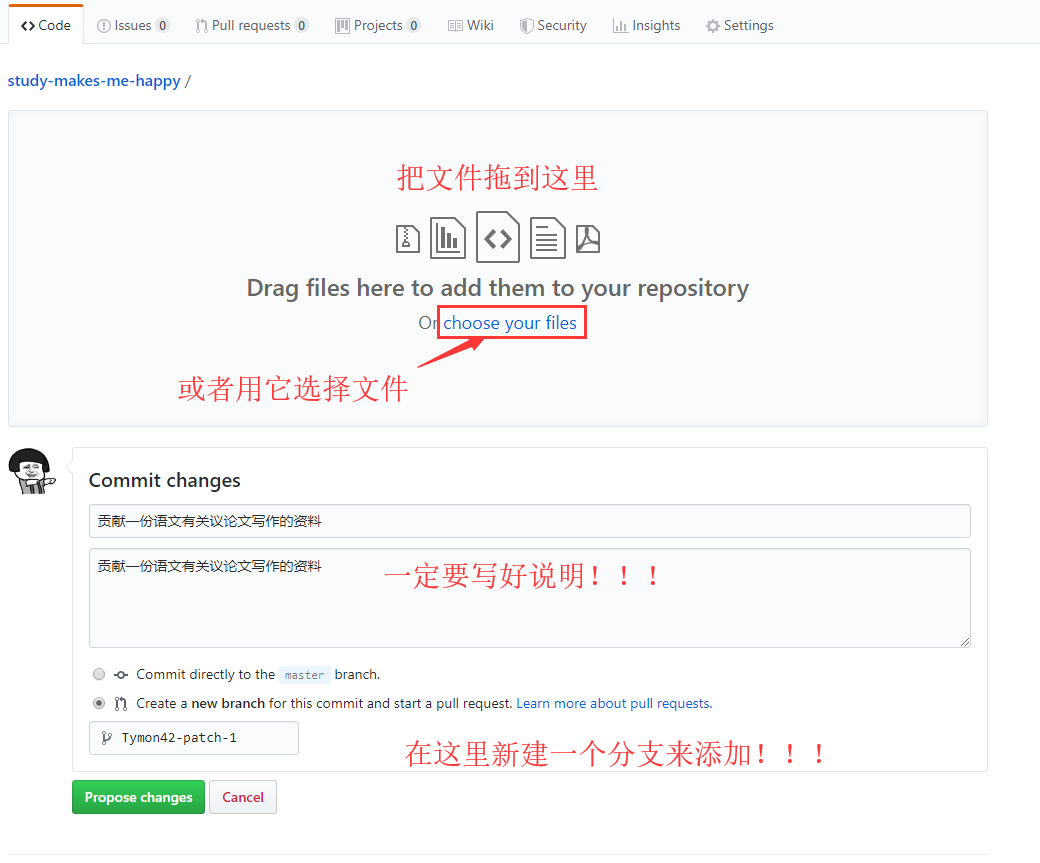 Code Issues 0 Pull requests 0 Projects 0 Wiki Security Insights Settings
study-makes-me-happy /
把文件拖到这里
Drag files here to add them to your repository
Or choose your files
或者用它选择文件
Commit changes
贡献一份语文有关议论文写作的资料
贡献一份语文有关议论文写作的资料
一定要写好说明！！！
Commit directly to the master branch.
Create a new branch for this commit and start a pull request. Learn more about pull requests.
Tymon42-patch-1
在这里新建一个分支来添加！！！
Propose changes Cancel